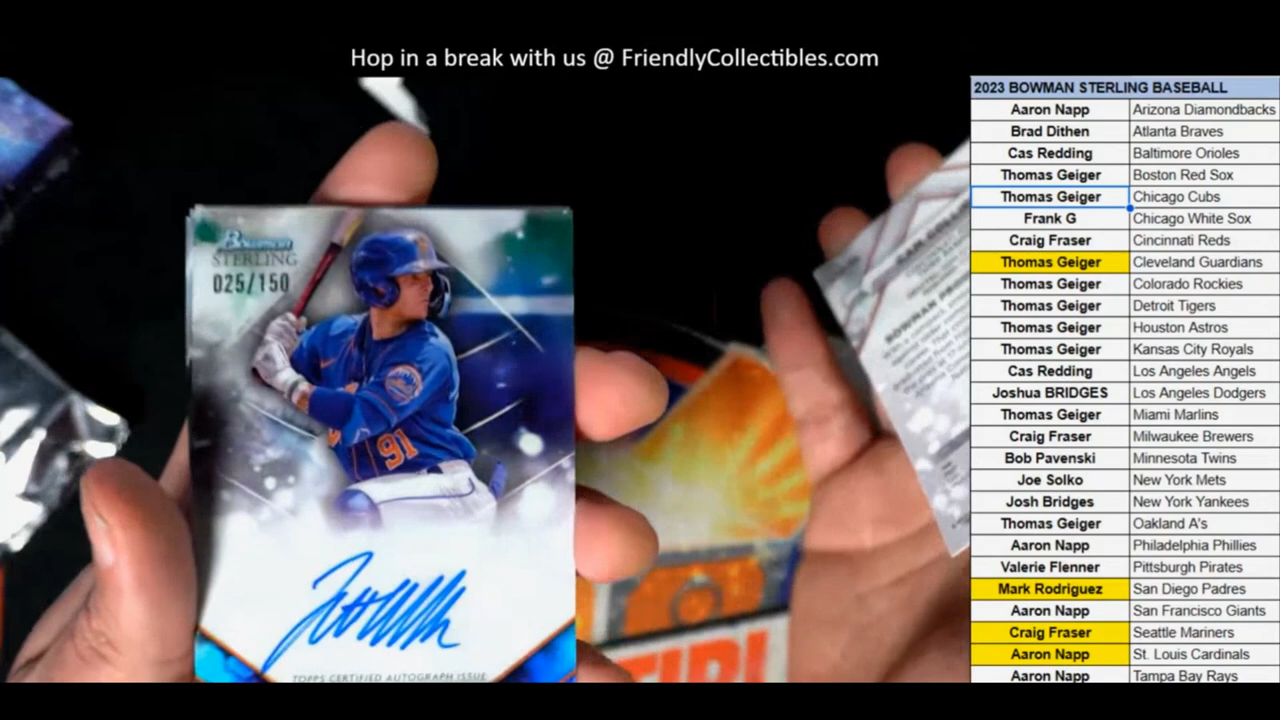 Hop in a break with us @ FriendlyCollectibles.com
2023 BOWMAN STERLING BASEBALL
Aaron Napp Arizona Diamondbacks
Brad Dithen Atlanta Braves
Cas Redding Baltimore Orioles
Thomas Geiger Boston Red Sox
Thomas Geiger Chicago Cubs
Frank G Chicago White Sox
Craig Fraser Cincinnati Reds
Thomas Geiger Cleveland Guardians
Thomas Geiger Colorado Rockies
Thomas Geiger Detroit Tigers
Thomas Geiger Houston Astros
Thomas Geiger Kansas City Royals
Cas Redding Los Angeles Angels
Joshua BRIDGES Los Angeles Dodgers
Thomas Geiger Miami Marlins
Craig Fraser Milwaukee Brewers
Bob Pavenski Minnesota Twins
Joe Solko New York Mets
Josh Bridges New York Yankees
Thomas Geiger Oakland A's
Aaron Napp Philadelphia Phillies
Valerie Flenner Pittsburgh Pirates
Mark Rodriguez San Diego Padres
Aaron Napp San Francisco Giants
Craig Fraser Seattle Mariners
Aaron Napp St. Louis Cardinals
Aaron Napp Tampa Bay Rays
Bowman
STERLING
025/150
91
TOPPS CERTIFIED AUTOGRAPH ISSUE